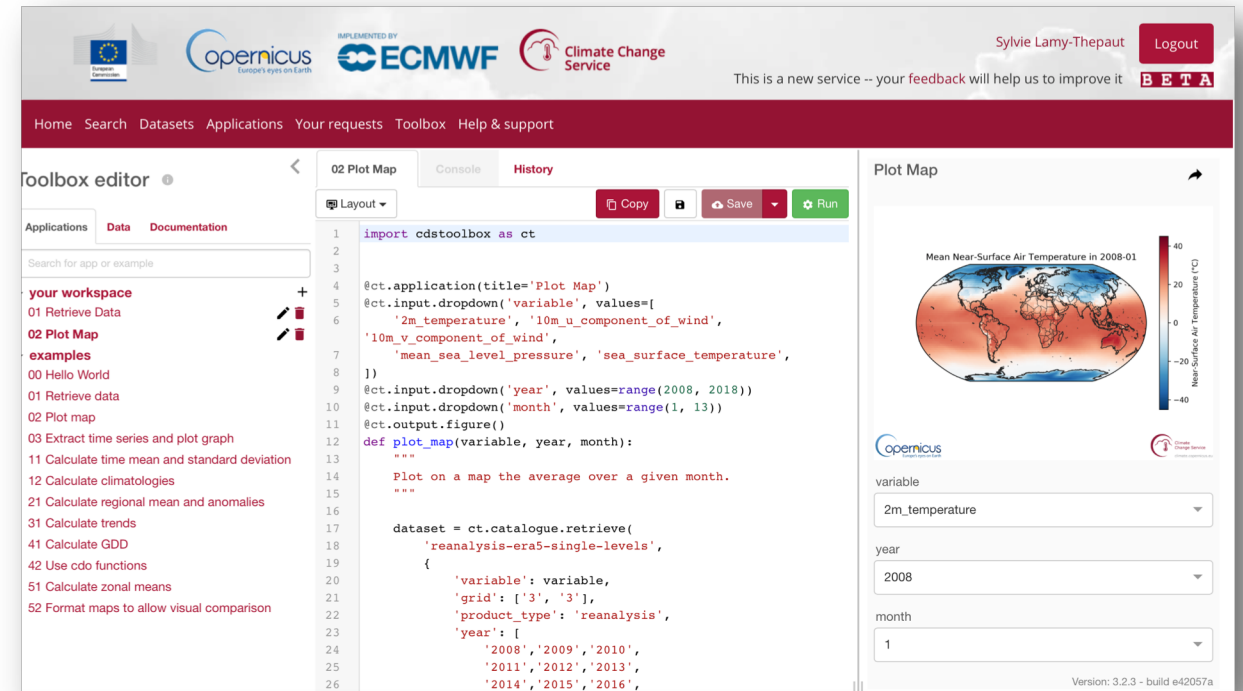 European
Commission
opernicus
Europe's eyes on Earth
IMPLEMENTED BY
ECMWF
Climate Change
Service
Sylvie Lamy-Thepaut
Logout
This is a new service -- your feedback will help us to improve it
BETA
Home Search Datasets Applications Your requests Toolbox Help & support
Toolbox editor
Applications Data Documentation
Search for app or example
your workspace +
01 Retrieve Data
02 Plot Map
examples
00 Hello World
01 Retrieve data
02 Plot map
03 Extract time series and plot graph
11 Calculate time mean and standard deviation
12 Calculate climatologies
21 Calculate regional mean and anomalies
31 Calculate trends
41 Calculate GDD
42 Use cdo functions
51 Calculate zonal means
52 Format maps to allow visual comparison
02 Plot Map Console History
Layout Copy Save Run
1 import cdstoolbox as ct
2
3
4 @ct.application(title='Plot Map')
5 @ct.input.dropdown('variable', values=[
6 '2m_temperature', '10m_u_component_of_wind',
'10m_v_component_of_wind',
7 'mean_sea_level_pressure', 'sea_surface_temperature',
8 ])
9 @ct.input.dropdown('year', values=range(2008, 2018))
10 @ct.input.dropdown('month', values=range(1, 13))
11 @ct.output.figure()
12 def plot_map(variable, year, month):
13 """
14 Plot on a map the average over a given month.
15 """
16
17 dataset = ct.catalogue.retrieve(
18 'reanalysis-era5-single-levels',
19 {
20 'variable': variable,
21 'grid': ['3', '3'],
22 'product_type': 'reanalysis',
23 'year': [
24 '2008','2009','2010',
25 '2011','2012','2013',
26 '2014','2015','2016',
Plot Map
Mean Near-Surface Air Temperature in 2008-01
40
20
0
−20
−40
Near-Surface Air Temperature (°C)
opernicus
Europe's eyes on Earth
Climate
Change Service
variable
2m_temperature
year
2008
month
1
Version: 3.2.3 - build e42057a